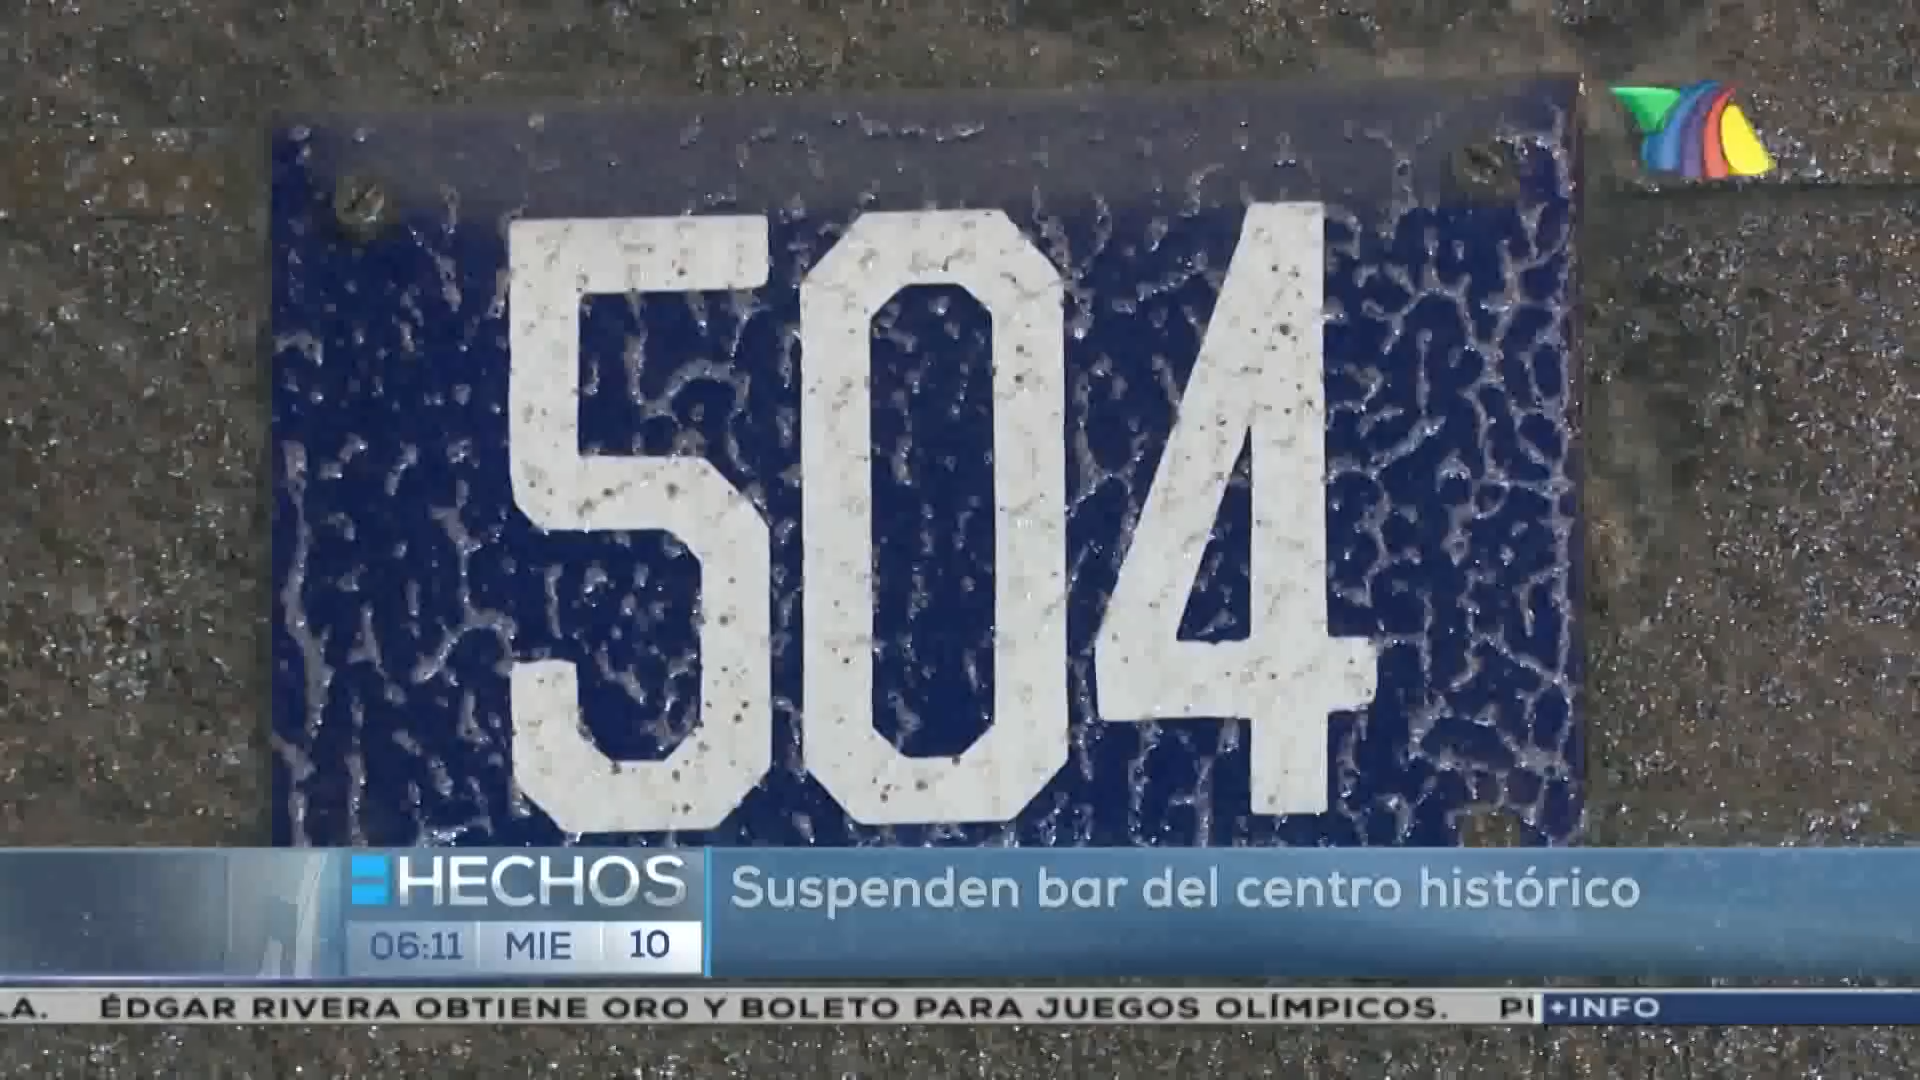 504
HECHOS
Suspenden bar del centro histórico
06:11 MIE 10
LA. ÉDGAR RIVERA OBTIENE ORO Y BOLETO PARA JUEGOS OLÍMPICOS.
+INFO